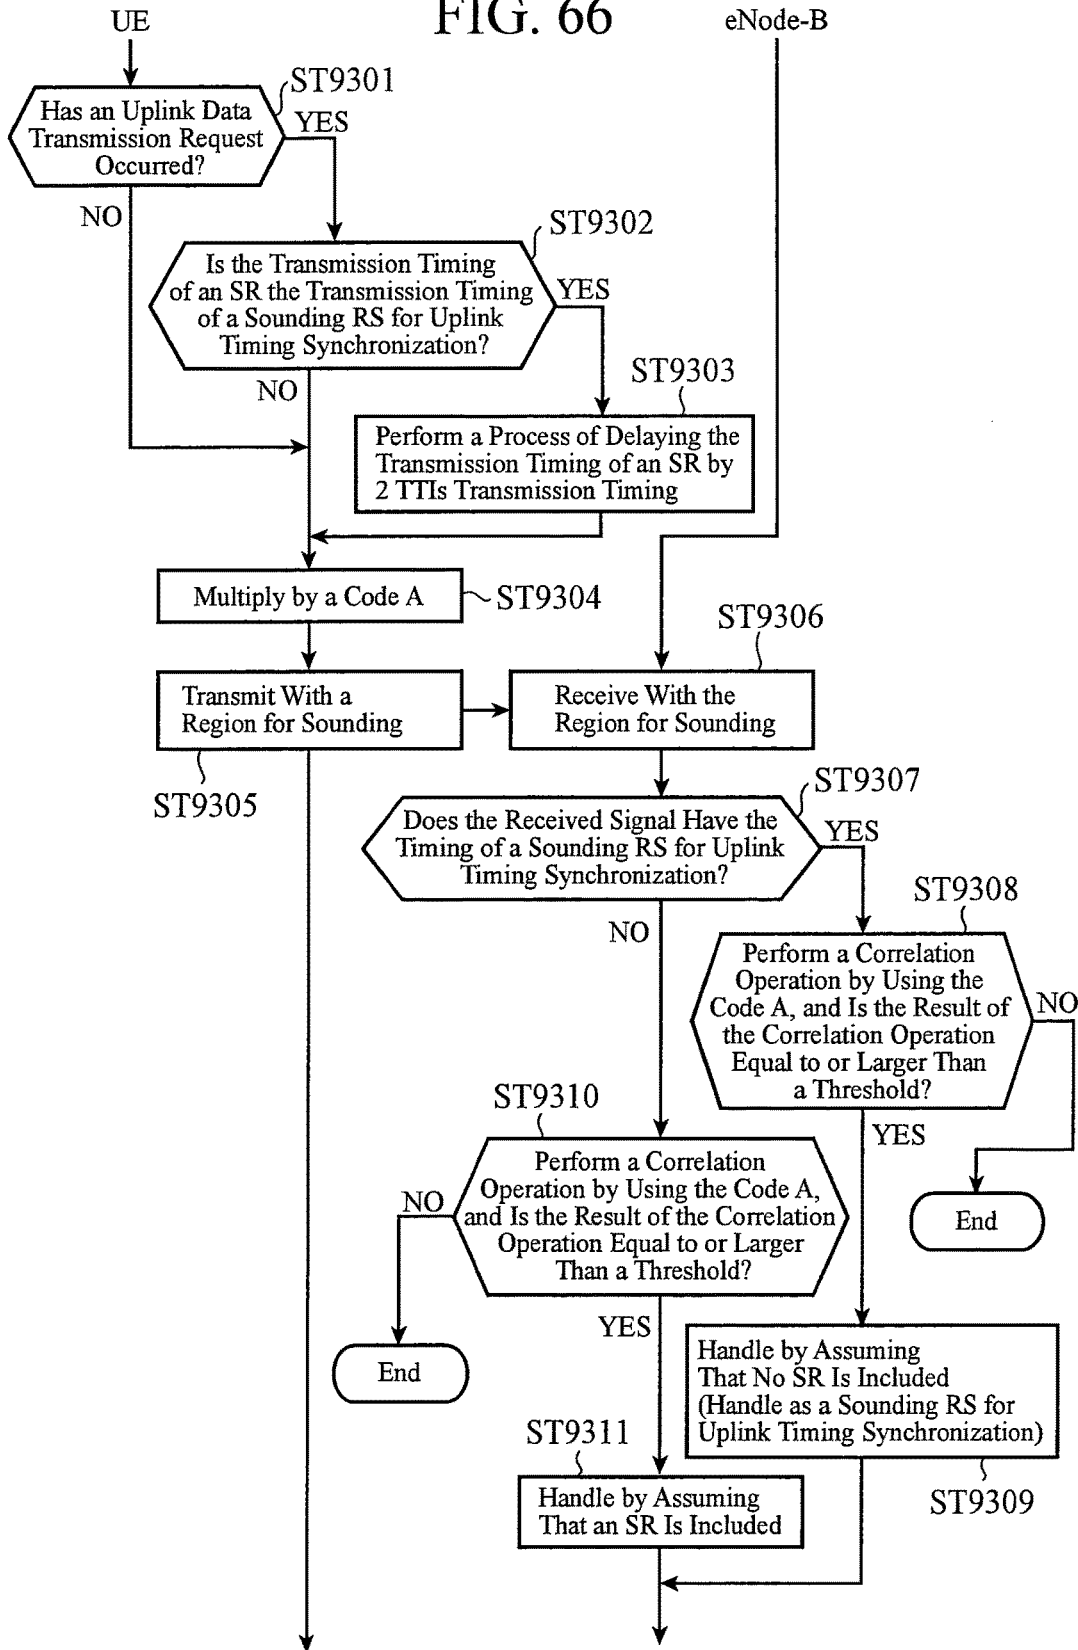 FIG. 66
UE
eNode-B
ST9301
Has an Uplink Data
Transmission Request
Occurred?
YES
NO
ST9302
Is the Transmission Timing
of an SR the Transmission Timing
of a Sounding RS for Uplink
Timing Synchronization?
YES
NO
ST9303
Perform a Process of Delaying the
Transmission Timing of an SR by
2 TTIs Transmission Timing
Multiply by a Code A
ST9304
ST9306
Transmit With a
Region for Sounding
Receive With the
Region for Sounding
ST9305
ST9307
Does the Received Signal Have the
Timing of a Sounding RS for Uplink
Timing Synchronization?
YES
NO
ST9308
Perform a Correlation
Operation by Using the
Code A, and Is the Result of
the Correlation Operation
Equal to or Larger Than
a Threshold?
NO
YES
End
ST9310
Perform a Correlation
Operation by Using the Code A,
and Is the Result of the Correlation
Operation Equal to or Larger
Than a Threshold?
NO
YES
End
Handle by Assuming
That No SR Is Included
(Handle as a Sounding RS for
Uplink Timing Synchronization)
ST9309
ST9311
Handle by Assuming
That an SR Is Included